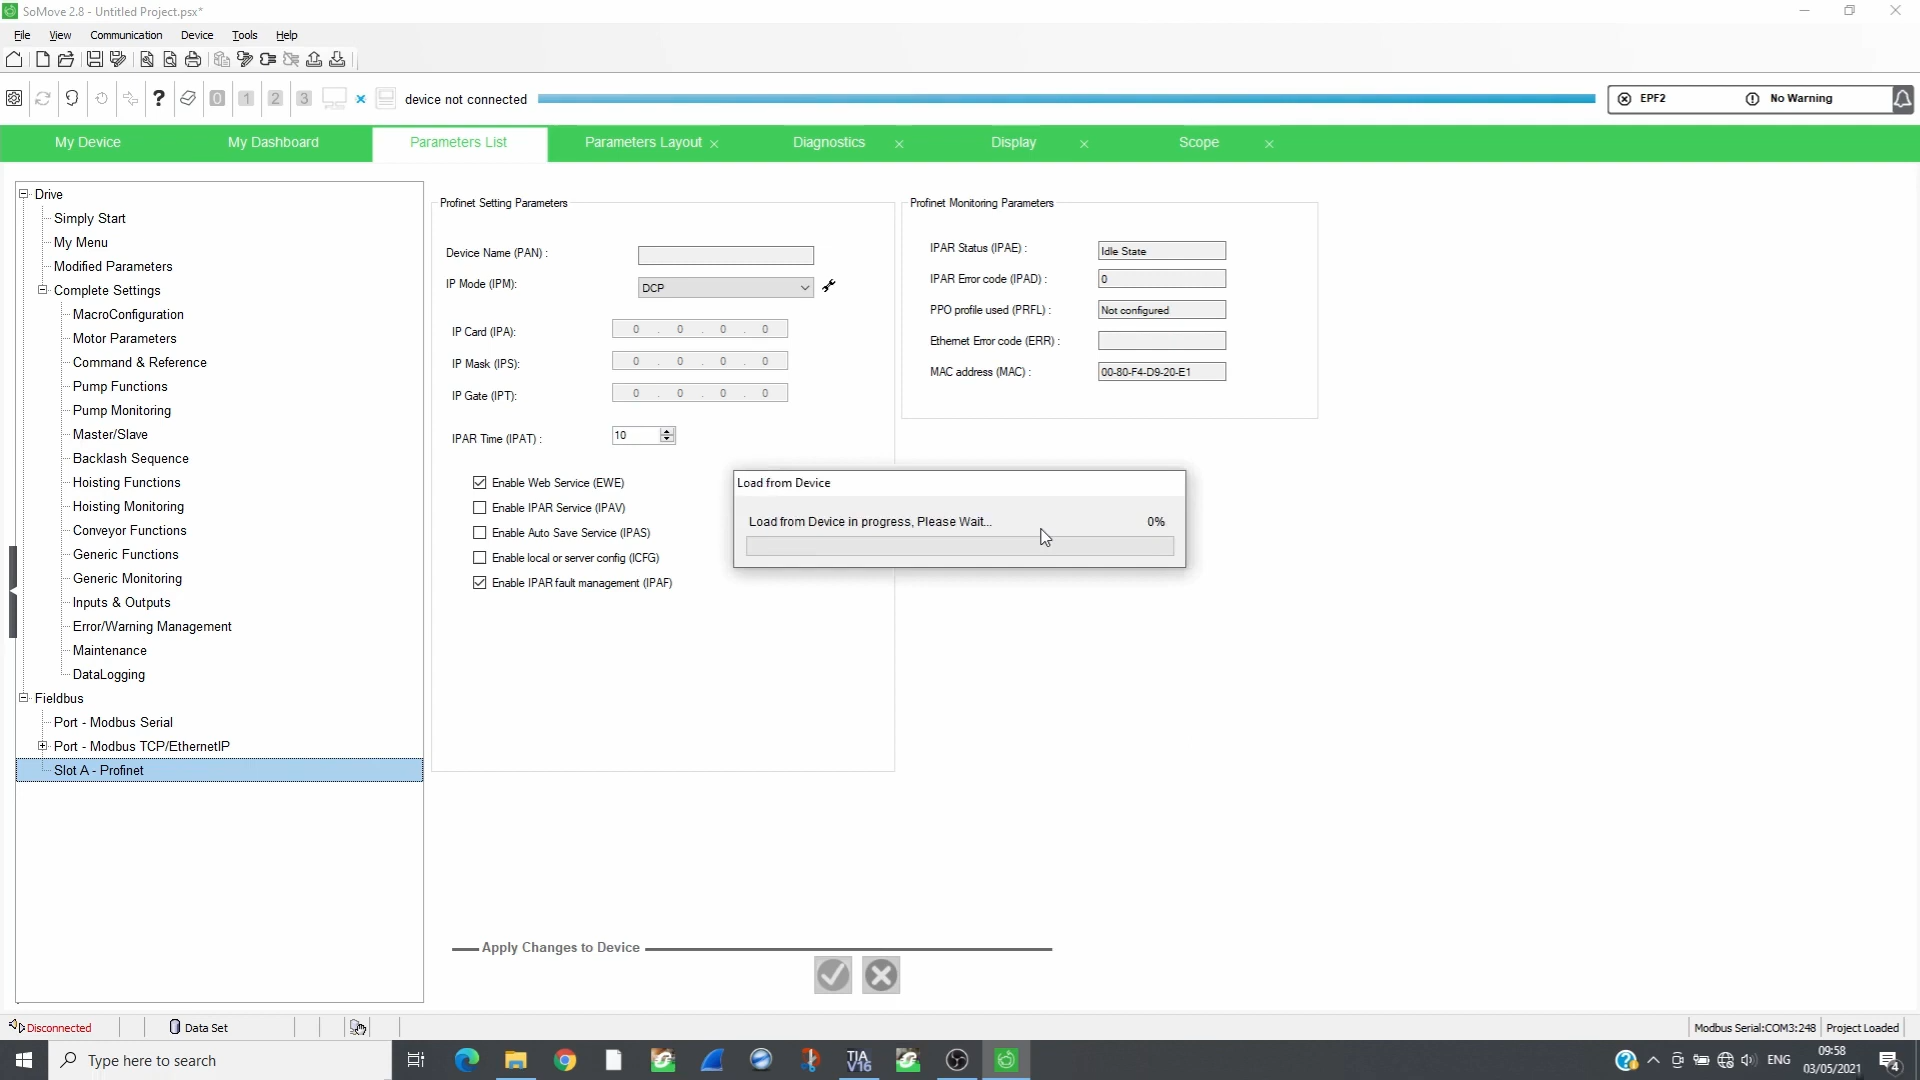 SoMove 2.8 - Untitled Project.psx*
File View Communication Device Tools Help
? 0 1 2 3 device not connected EPF2 No Warning
My Device My Dashboard Parameters List Parameters Layout Diagnostics Display Scope
Drive
Simply Start
My Menu
Modified Parameters
Complete Settings
MacroConfiguration
Motor Parameters
Command & Reference
Pump Functions
Pump Monitoring
Master/Slave
Backlash Sequence
Hoisting Functions
Hoisting Monitoring
Conveyor Functions
Generic Functions
Generic Monitoring
Inputs & Outputs
Error/Warning Management
Maintenance
DataLogging
Fieldbus
Port - Modbus Serial
Port - Modbus TCP/EthernetIP
Slot A - Profinet
Profinet Setting Parameters
Device Name (PAN) :
IP Mode (IPM): DCP
IP Card (IPA): 0 . 0 . 0 . 0
IP Mask (IPS): 0 . 0 . 0 . 0
IP Gate (IPT): 0 . 0 . 0 . 0
IPAR Time (IPAT) : 10
Enable Web Service (EWE)
Enable IPAR Service (IPAV)
Enable Auto Save Service (IPAS)
Enable local or server config (ICFG)
Enable IPAR fault management (IPAF)
Profinet Monitoring Parameters
IPAR Status (IPAE) : Idle State
IPAR Error code (IPAD) : 0
PPO profile used (PRFL) : Not configured
Ethernet Error code (ERR) :
MAC address (MAC) : 00-80-F4-D9-20-E1
Load from Device
Load from Device in progress, Please Wait... 0%
Apply Changes to Device
Disconnected Data Set Modbus Serial:COM3:248 Project Loaded
Type here to search TIA V16 ENG 09:58
03/05/2021 4